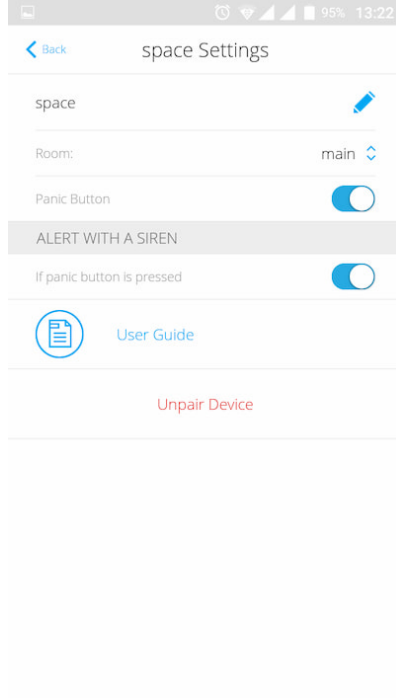 95% 13:22
Back space Settings
space
Room: main
Panic Button
ALERT WITH A SIREN
If panic button is pressed
User Guide
Unpair Device